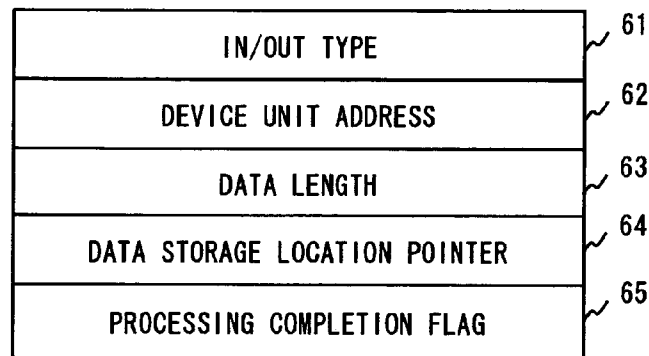 IN/OUT TYPE 61
DEVICE UNIT ADDRESS 62
DATA LENGTH 63
DATA STORAGE LOCATION POINTER 64
PROCESSING COMPLETION FLAG 65